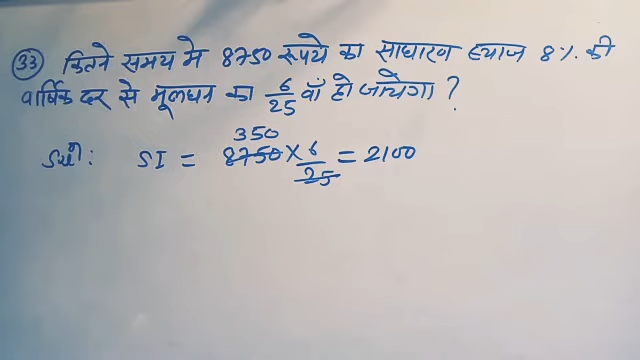 (33) कितने समय मे 8750 रुपये का साधारण ब्याज 8% की
वार्षिक दर से मूलधन का 6/25 वाँ हो जायेगा ?
350
SI = 8750 × 6/25 = 2100